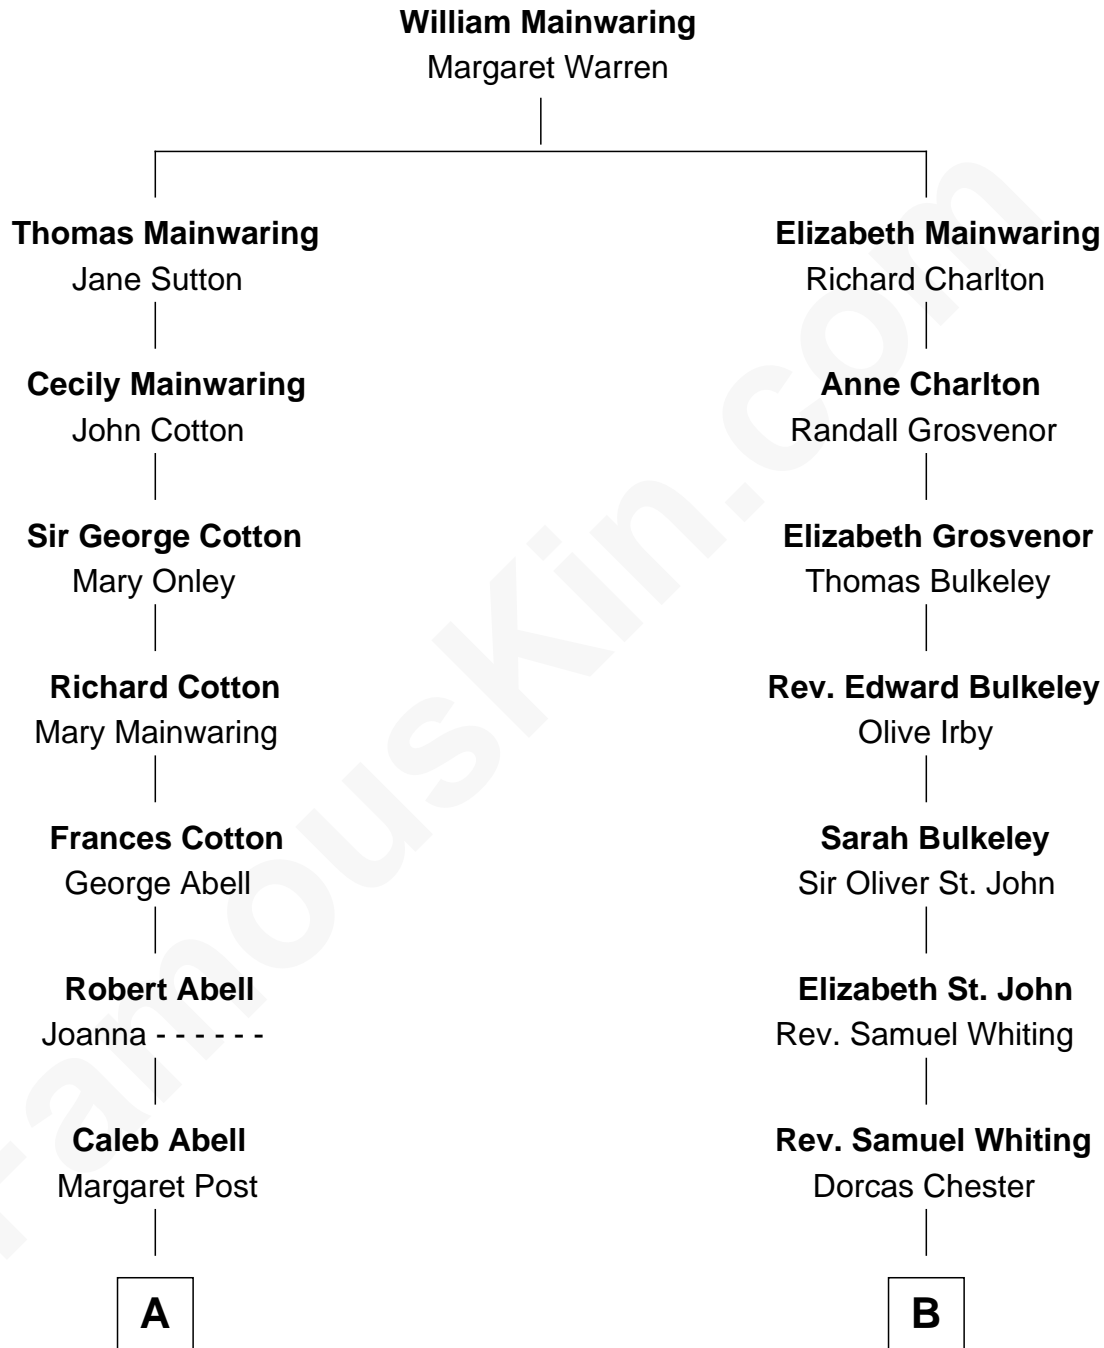 William Mainwaring
Margaret Warren
Thomas Mainwaring
Jane Sutton
Cecily Mainwaring
John Cotton
Sir George Cotton
Mary Onley
Richard Cotton
Mary Mainwaring
Frances Cotton
George Abell
Robert Abell
Joanna - - - - - -
Caleb Abell
Margaret Post
A
Elizabeth Mainwaring
Richard Charlton
Anne Charlton
Randall Grosvenor
Elizabeth Grosvenor
Thomas Bulkeley
Rev. Edward Bulkeley
Olive Irby
Sarah Bulkeley
Sir Oliver St. John
Elizabeth St. John
Rev. Samuel Whiting
Rev. Samuel Whiting
Dorcas Chester
B
FamousKin.com